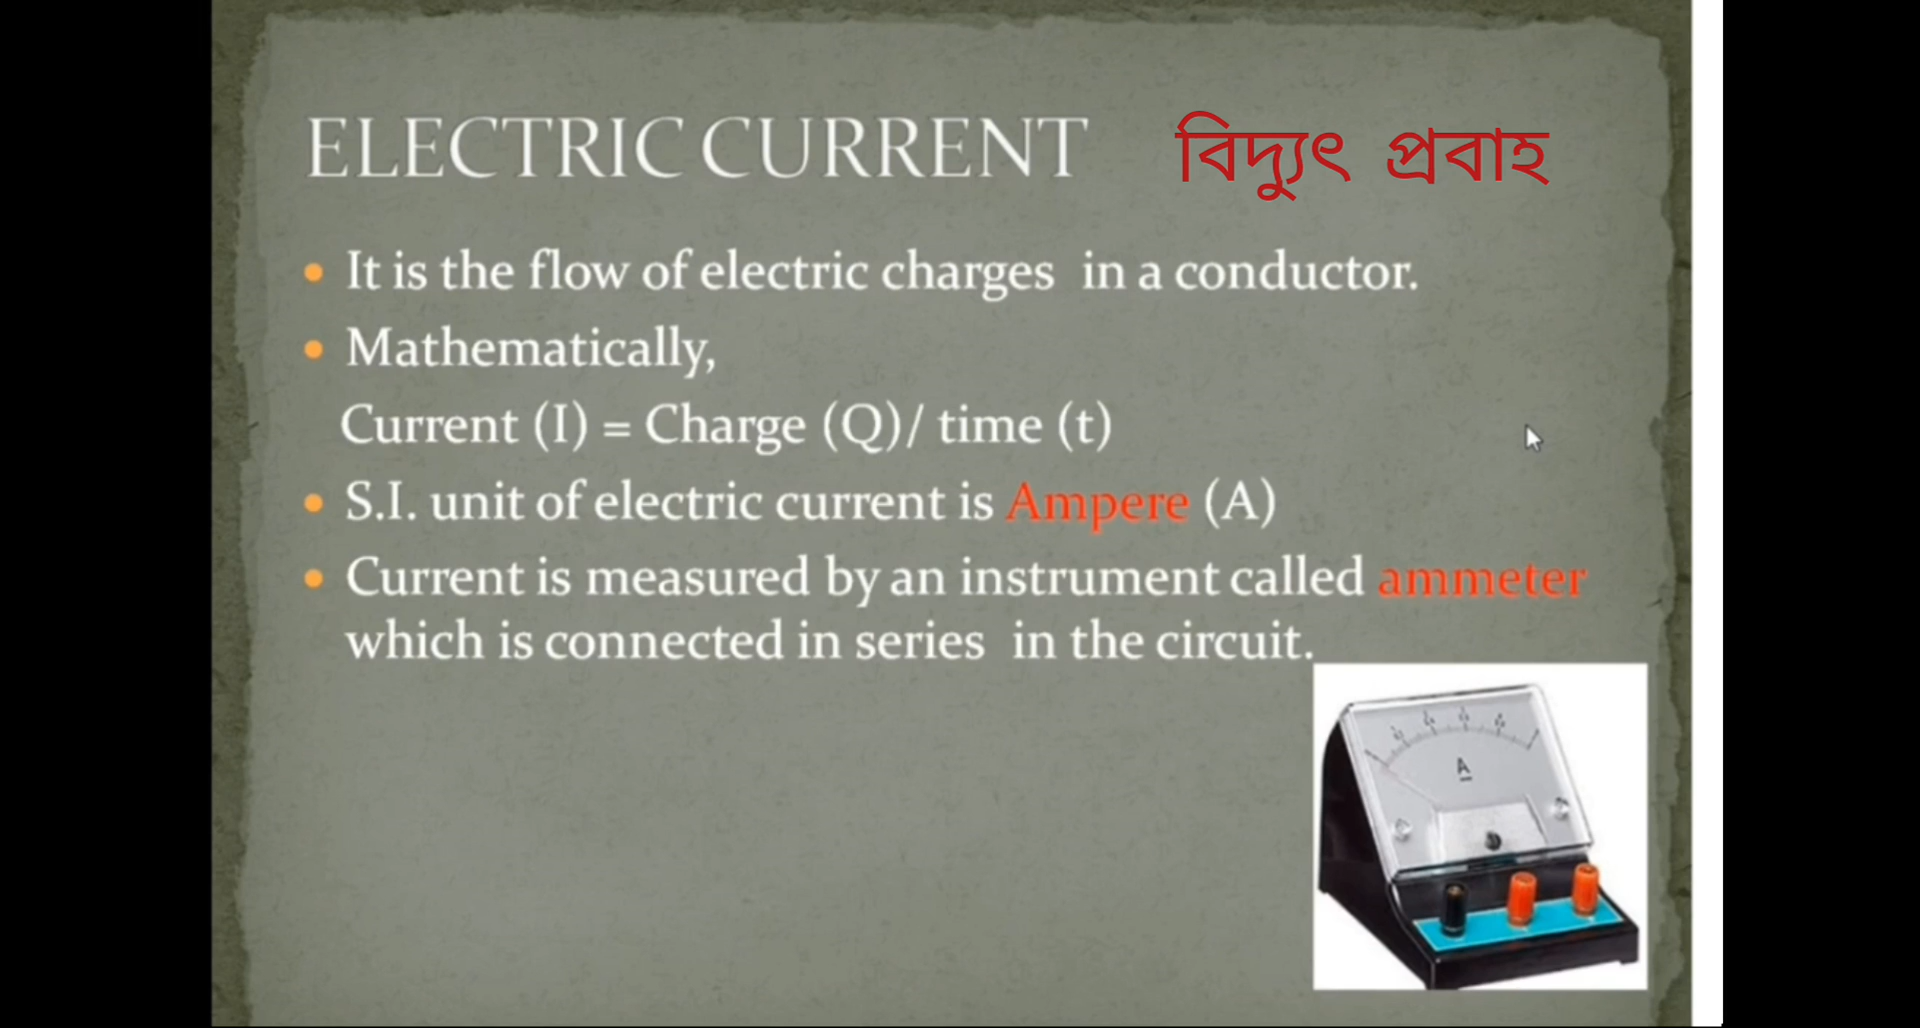 ELECTRIC CURRENT বিদ্যুৎ প্রবাহ
It is the flow of electric charges in a conductor.
Mathematically,
Current (I) = Charge (Q)/ time (t)
S.I. unit of electric current is Ampere (A)
Current is measured by an instrument called ammeter
which is connected in series in the circuit.
A